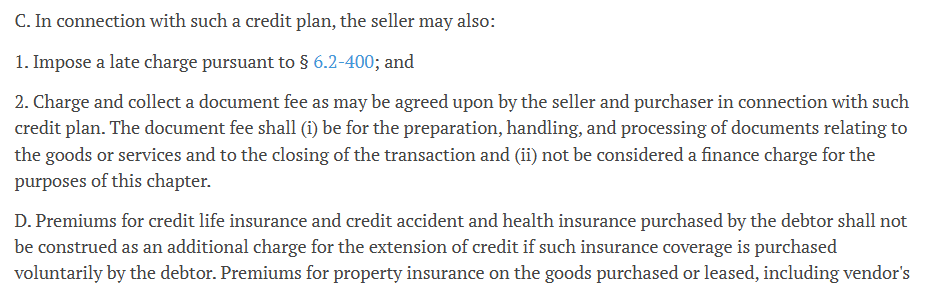 C. In connection with such a credit plan, the seller may also:
1. Impose a late charge pursuant to § 6.2-400; and
2. Charge and collect a document fee as may be agreed upon by the seller and purchaser in connection with such
credit plan. The document fee shall (i) be for the preparation, handling, and processing of documents relating to
the goods or services and to the closing of the transaction and (ii) not be considered a finance charge for the
purposes of this chapter.
D. Premiums for credit life insurance and credit accident and health insurance purchased by the debtor shall not
be construed as an additional charge for the extension of credit if such insurance coverage is purchased
voluntarily by the debtor. Premiums for property insurance on the goods purchased or leased, including vendor's